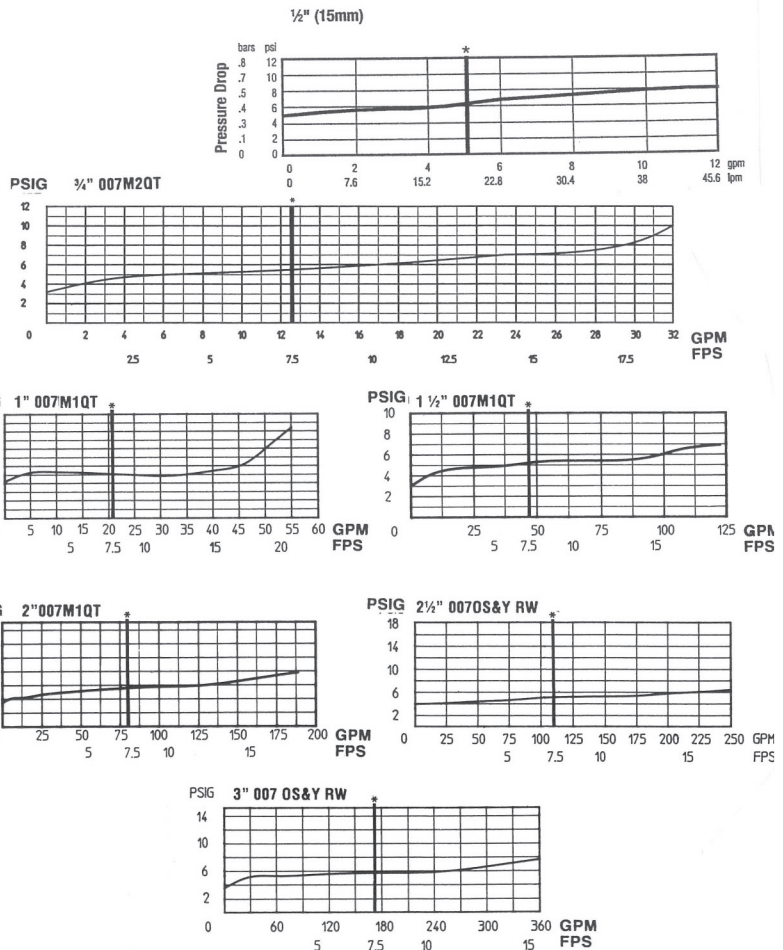 ½" (15mm)
bars psi *
Pressure Drop
.8 12
.7 10
.5 8
.4 6
.3 4
.1 2
0 0
0 2 4 6 8 10 12 gpm
0 7.6 15.2 22.8 30.4 38 45.6 lpm
PSIG ¾" 007M2QT
*
12
10
8
6
4
2
0 2 4 6 8 10 12 14 16 18 20 22 24 26 28 30 32 GPM
2.5 5 7.5 10 12.5 15 17.5 FPS
1" 007M1QT *
5 10 15 20 25 30 35 40 45 50 55 60 GPM
5 7.5 10 15 20 FPS
PSIG 1 ½" 007M1QT *
10
8
6
4
2
0 25 50 75 100 125 GPM
5 7.5 10 15 FPS
2"007M1QT *
25 50 75 100 125 150 175 200 GPM
5 7.5 10 15 FPS
PSIG 2½" 007OS&Y RW *
18
14
10
6
2
0 25 50 75 100 125 150 175 200 225 250 GPM
5 7.5 10 15 FPS
PSIG 3" 007 OS&Y RW *
14
10
6
2
0 60 120 180 240 300 360 GPM
5 7.5 10 15 FPS